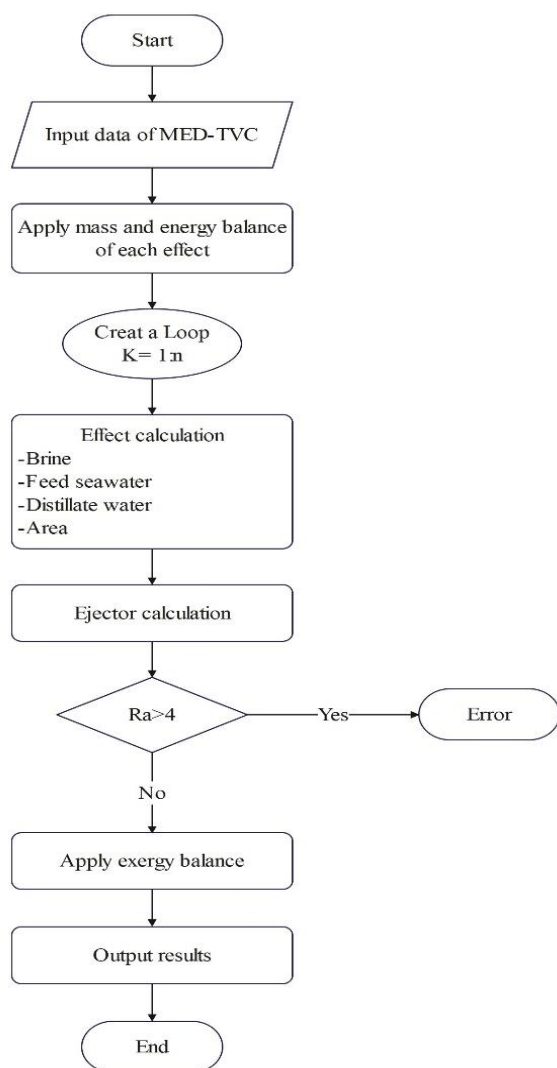 Start
Input data of MED-TVC
Apply mass and energy balance
of each effect
Creat a Loop
K= 1:n
Effect calculation
-Brine
-Feed seawater
-Distillate water
-Area
Ejector calculation
Ra>4
Yes
Error
No
Apply exergy balance
Output results
End